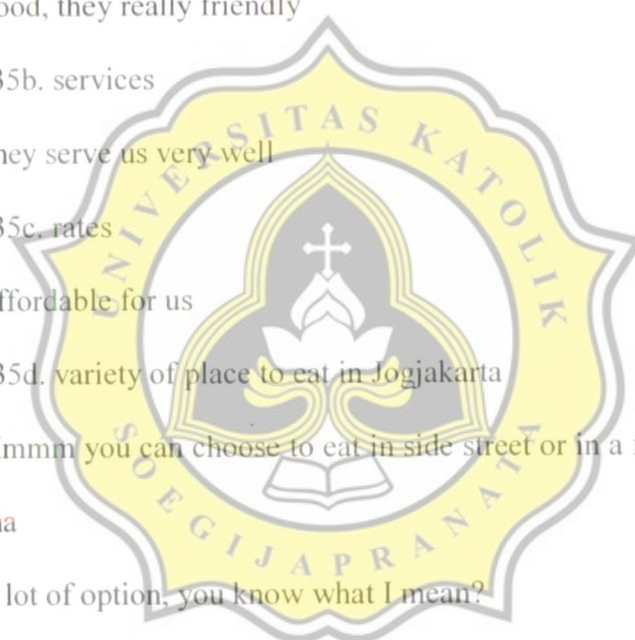 ood, they really friendly
35b. services
hey serve us very well
35c. rates
ffordable for us
35d. variety of place to eat in Jogjakarta
mmm you can choose to eat in side street or in a
na
lot of option, you know what I mean?
UNIVERSITAS KATOLIK
SOEGIJAPRANATA